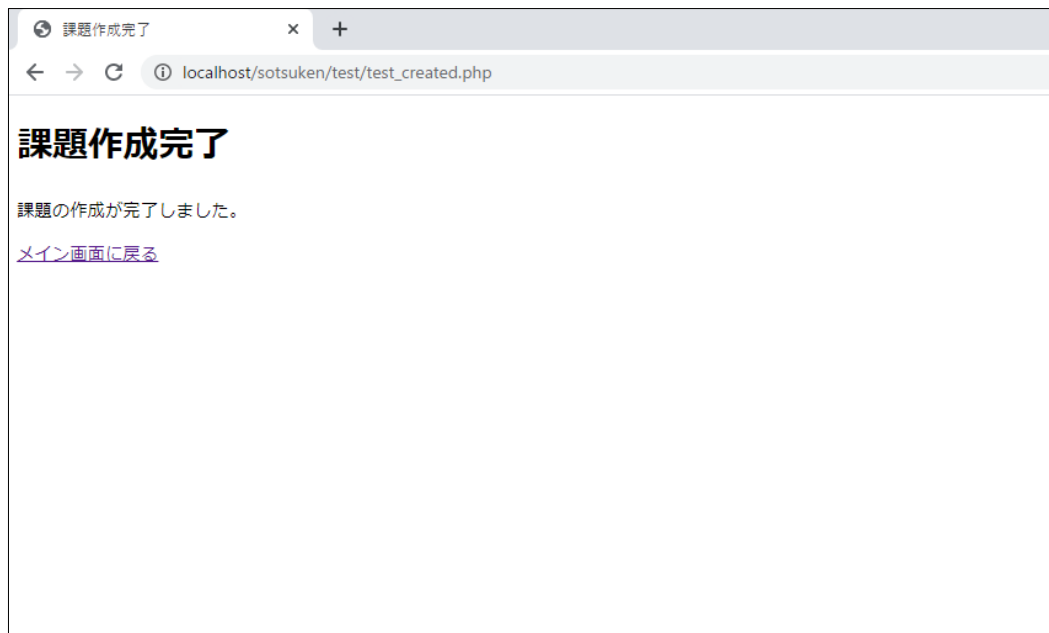 課題作成完了
localhost/sotsuken/test/test_created.php
課題作成完了
課題の作成が完了しました。
メイン画面に戻る